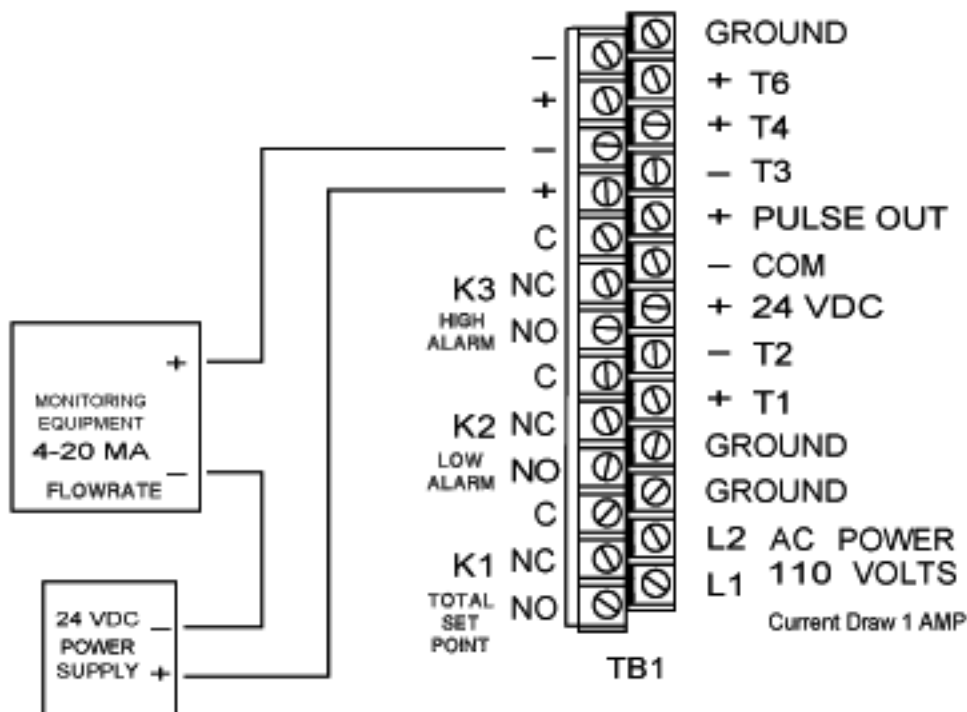 GROUND
–
+ T6
+
+ T4
–
– T3
+
+ PULSE OUT
C
– COM
K3 NC
HIGH
ALARM
+ 24 VDC
NO
– T2
C
+ T1
K2 NC
LOW
ALARM
GROUND
NO
GROUND
C
L2 AC POWER
K1 NC
L1 110 VOLTS
TOTAL
SET
POINT
NO
Current Draw 1 AMP
TB1
+
MONITORING
EQUIPMENT
4-20 MA
–
FLOWRATE
24 VDC –
POWER
SUPPLY +